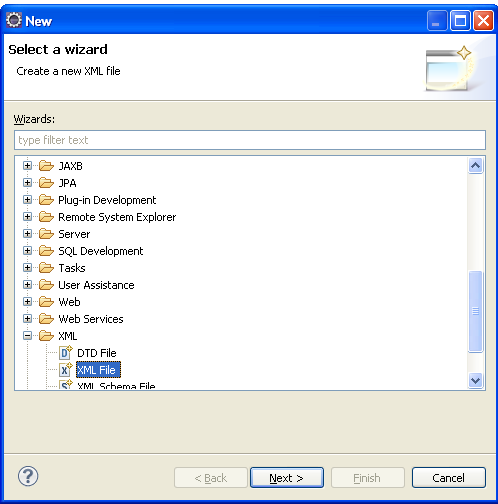 New
Select a wizard
Create a new XML file
Wizards:
type filter text
JAXB
JPA
Plug-in Development
Remote System Explorer
Server
SQL Development
Tasks
User Assistance
Web
Web Services
XML
DTD File
XML File
XML Schema File
< Back
Next >
Finish
Cancel